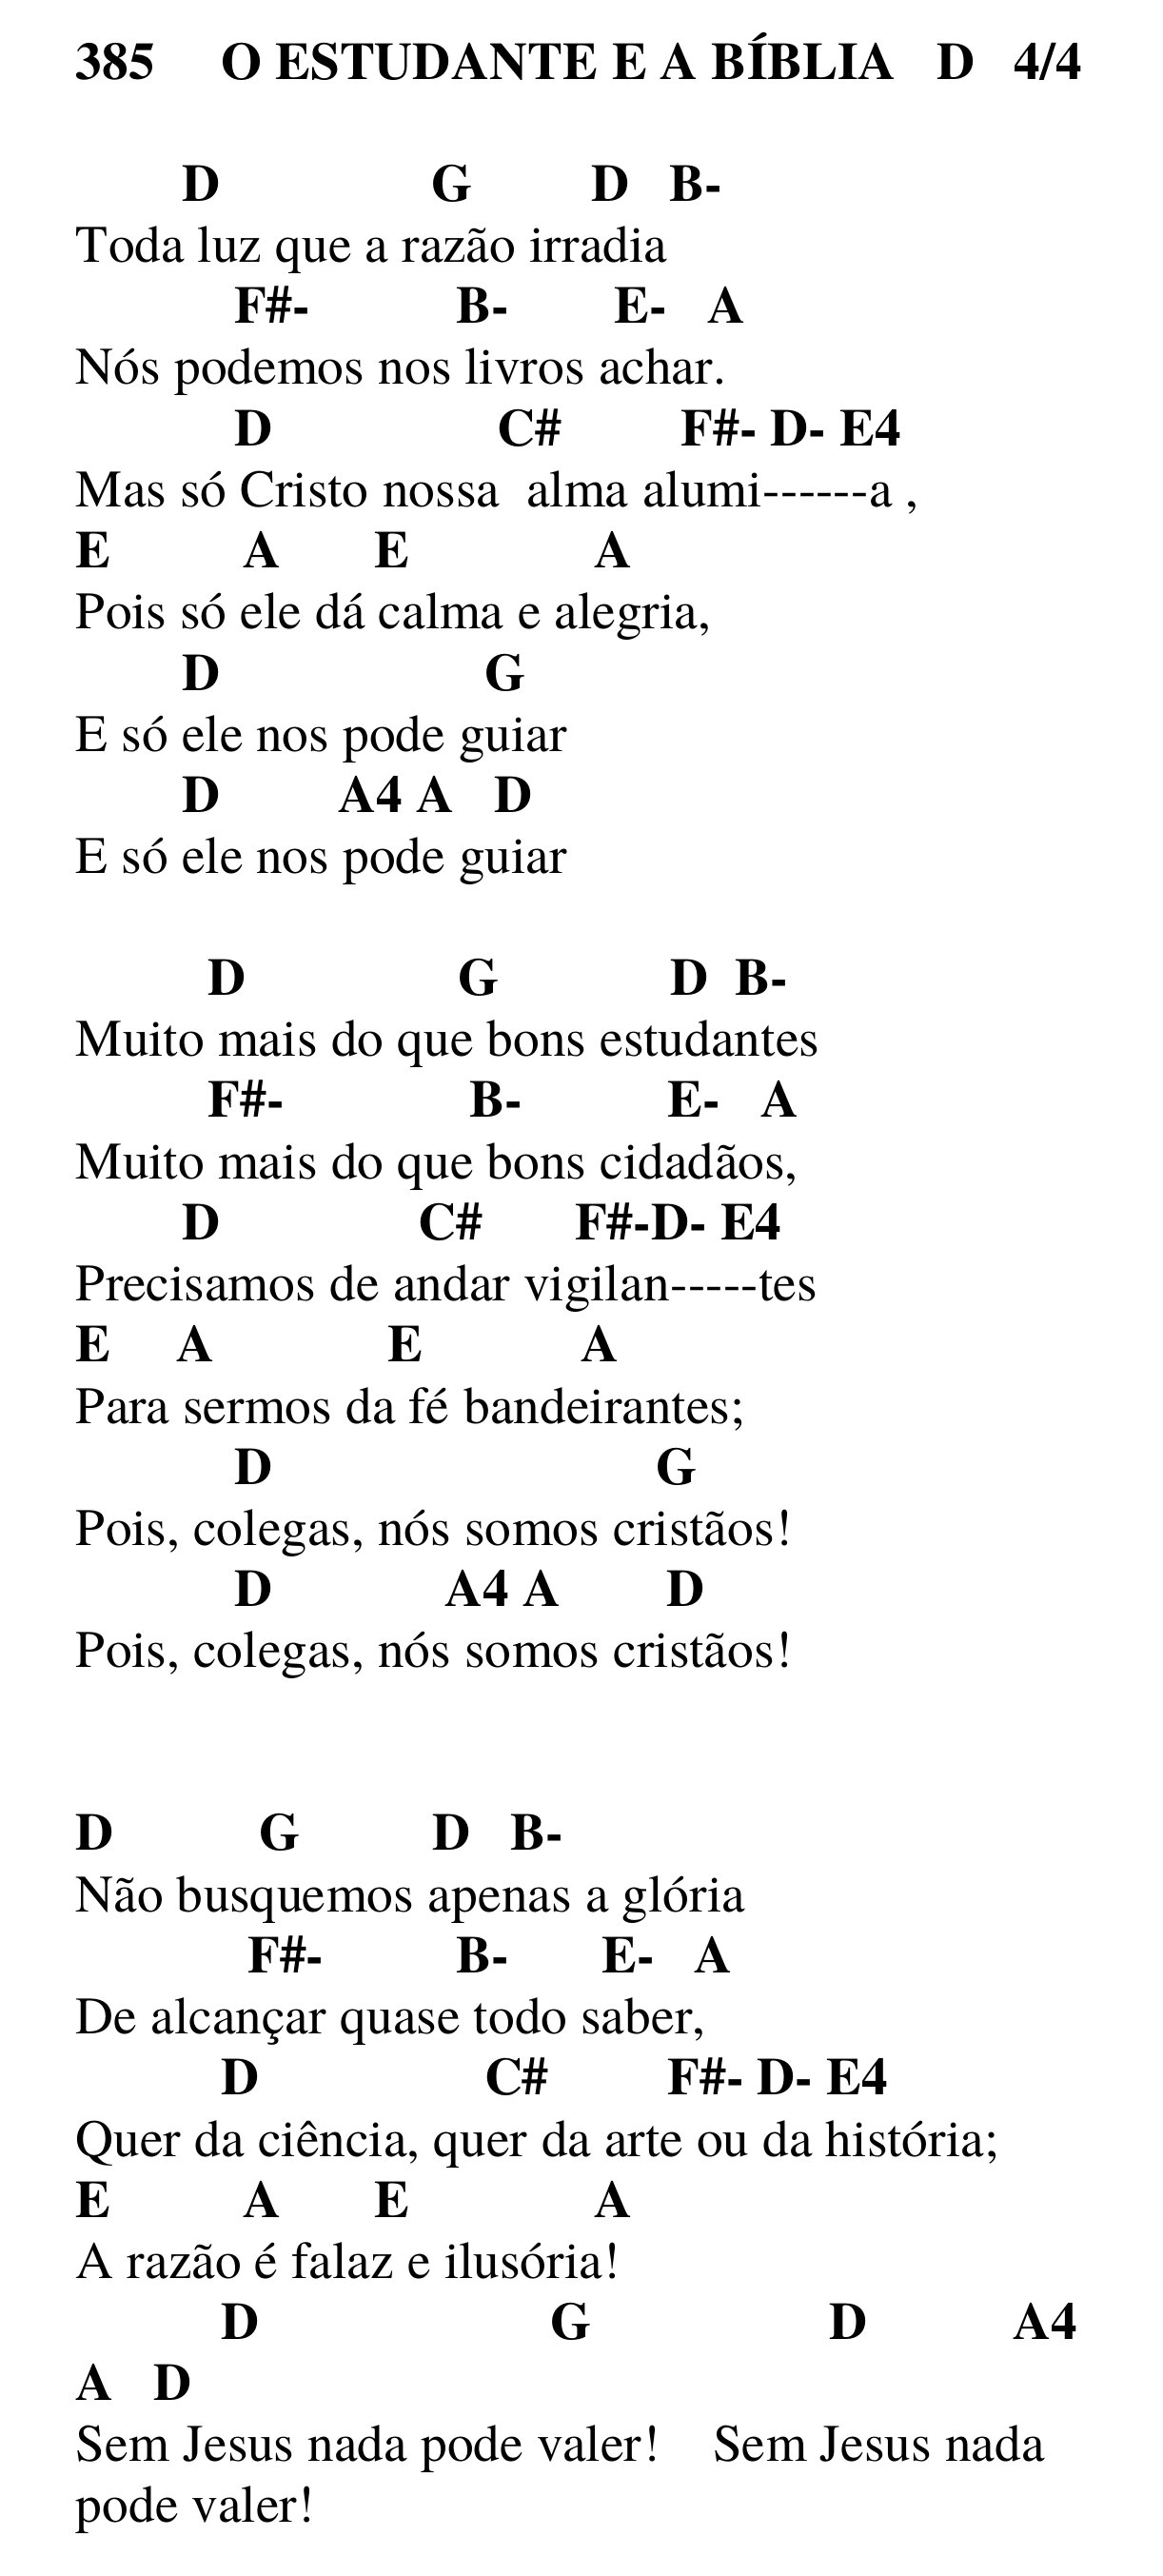 385 O ESTUDANTE E A BÍBLIA D 4/4
D G D B-
Toda luz que a razão irradia
F#- B- E- A
Nós podemos nos livros achar.
D C# F#- D- E4
Mas só Cristo nossa alma alumi------a ,
E A E A
Pois só ele dá calma e alegria,
D G
E só ele nos pode guiar
D A4 A D
E só ele nos pode guiar
D G D B-
Muito mais do que bons estudantes
F#- B- E- A
Muito mais do que bons cidadãos,
D C# F#-D- E4
Precisamos de andar vigilan-----tes
E A E A
Para sermos da fé bandeirantes;
D G
Pois, colegas, nós somos cristãos!
D A4 A D
Pois, colegas, nós somos cristãos!
D G D B-
Não busquemos apenas a glória
F#- B- E- A
De alcançar quase todo saber,
D C# F#- D- E4
Quer da ciência, quer da arte ou da história;
E A E A
A razão é falaz e ilusória!
D G D A4
A D
Sem Jesus nada pode valer! Sem Jesus nada
pode valer!